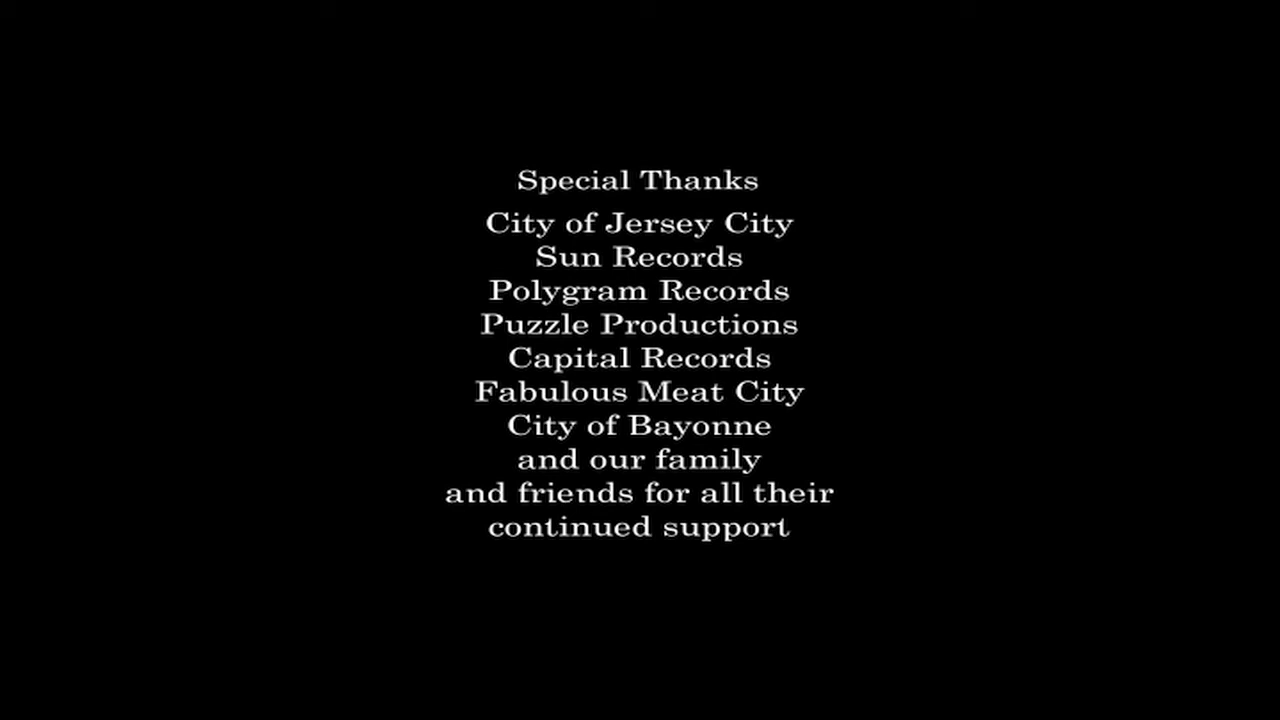 Special Thanks
City of Jersey City
Sun Records
Polygram Records
Puzzle Productions
Capital Records
Fabulous Meat City
City of Bayonne
and our family
and friends for all their
continued support